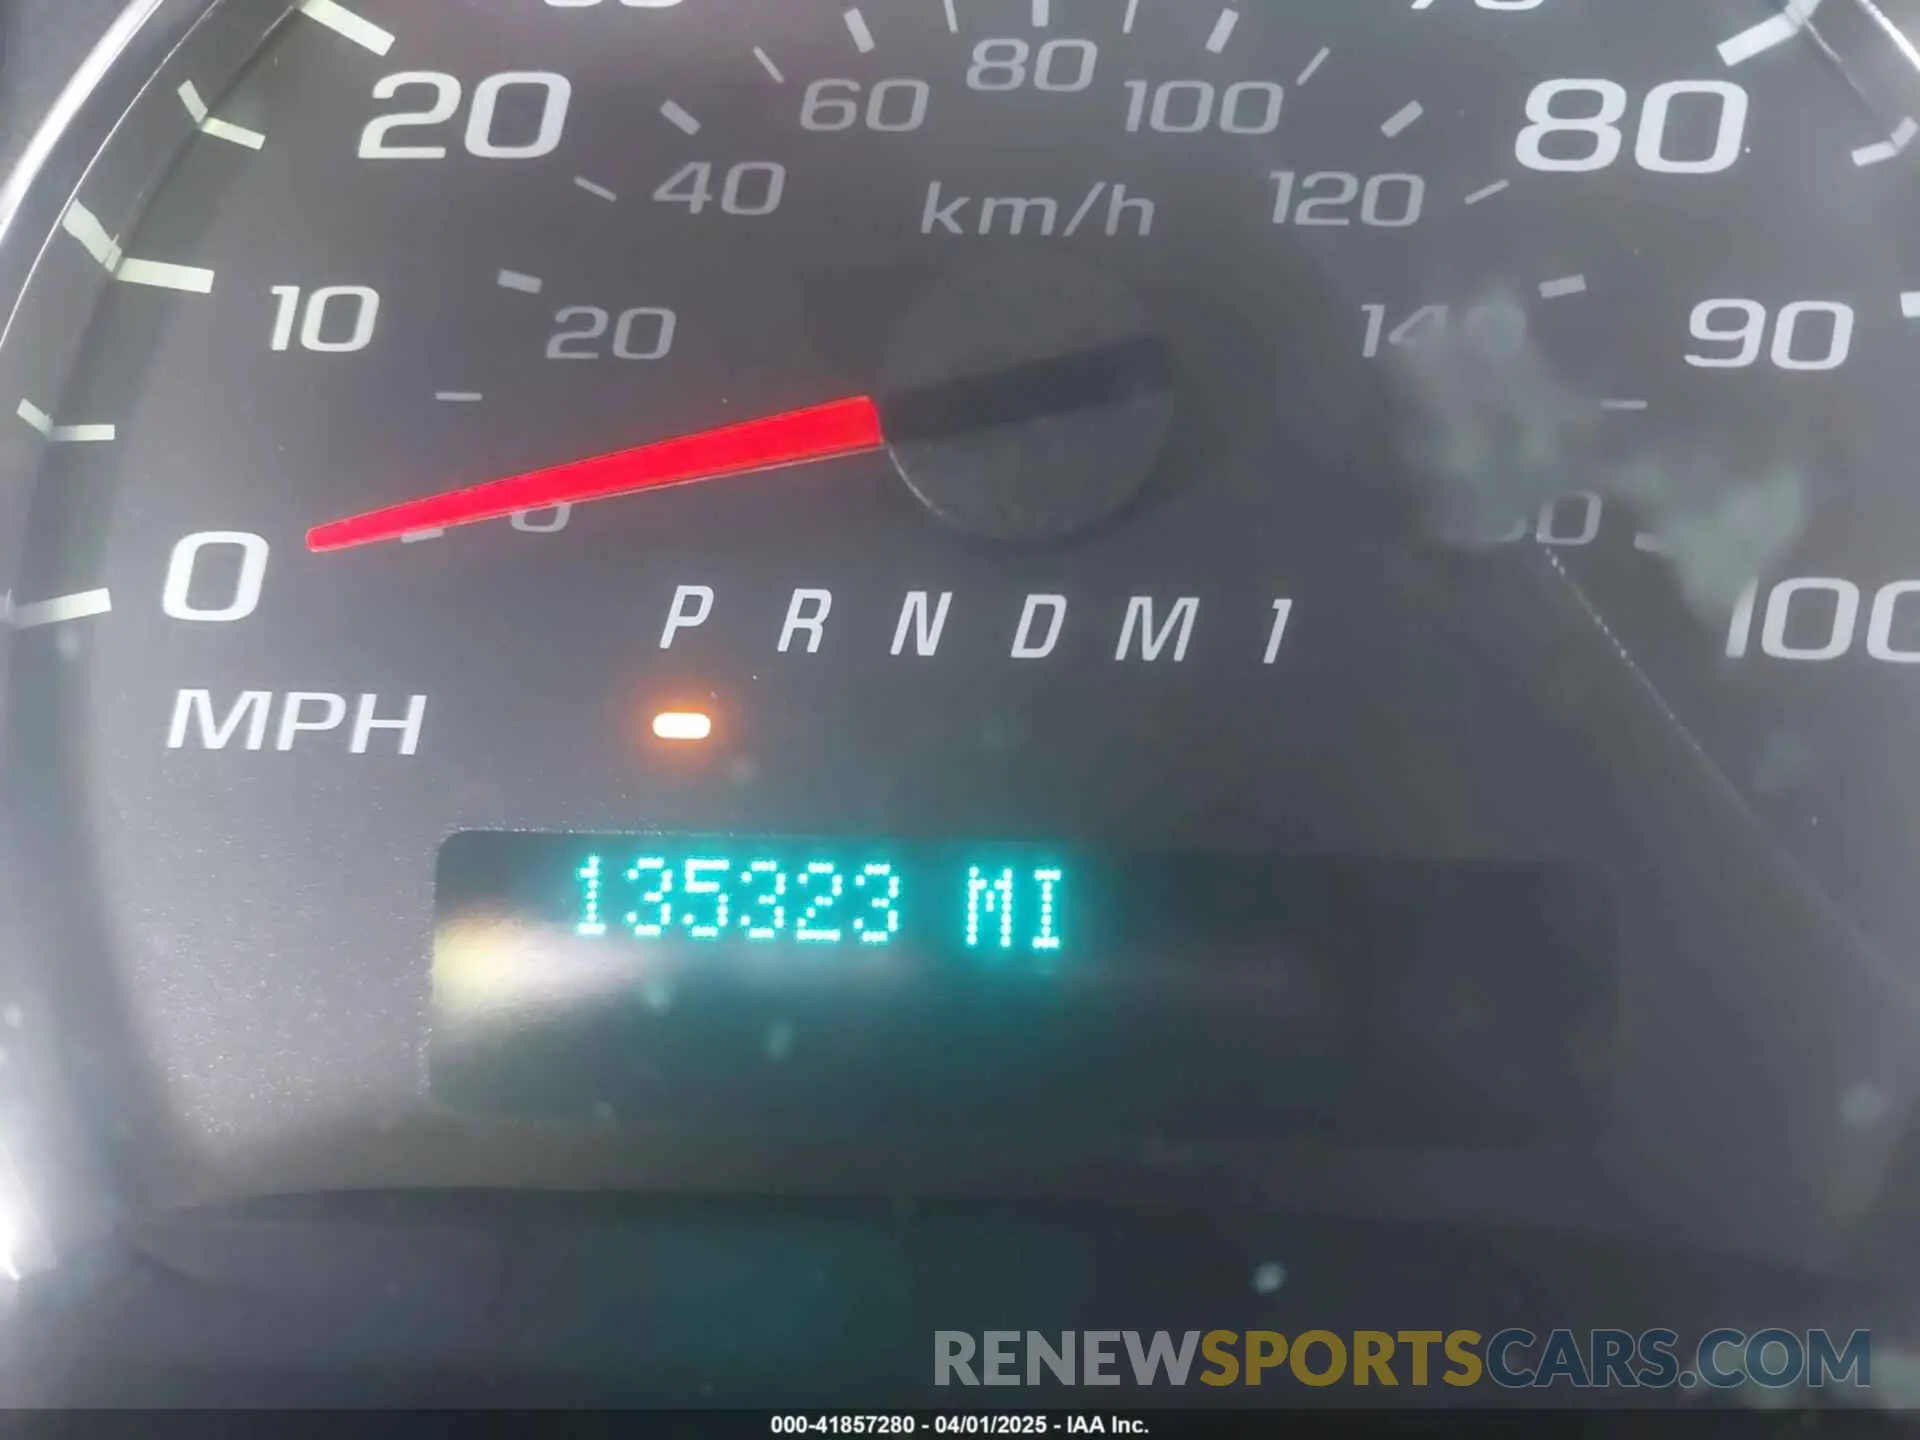 20 60 80 100 80
40 km/h 120
10 20 90
0 0 100
P R N D M 1
MPH
135323 MI
RENEWSPORTSCARS.COM
000-41857280 - 04/01/2025 - IAA Inc.